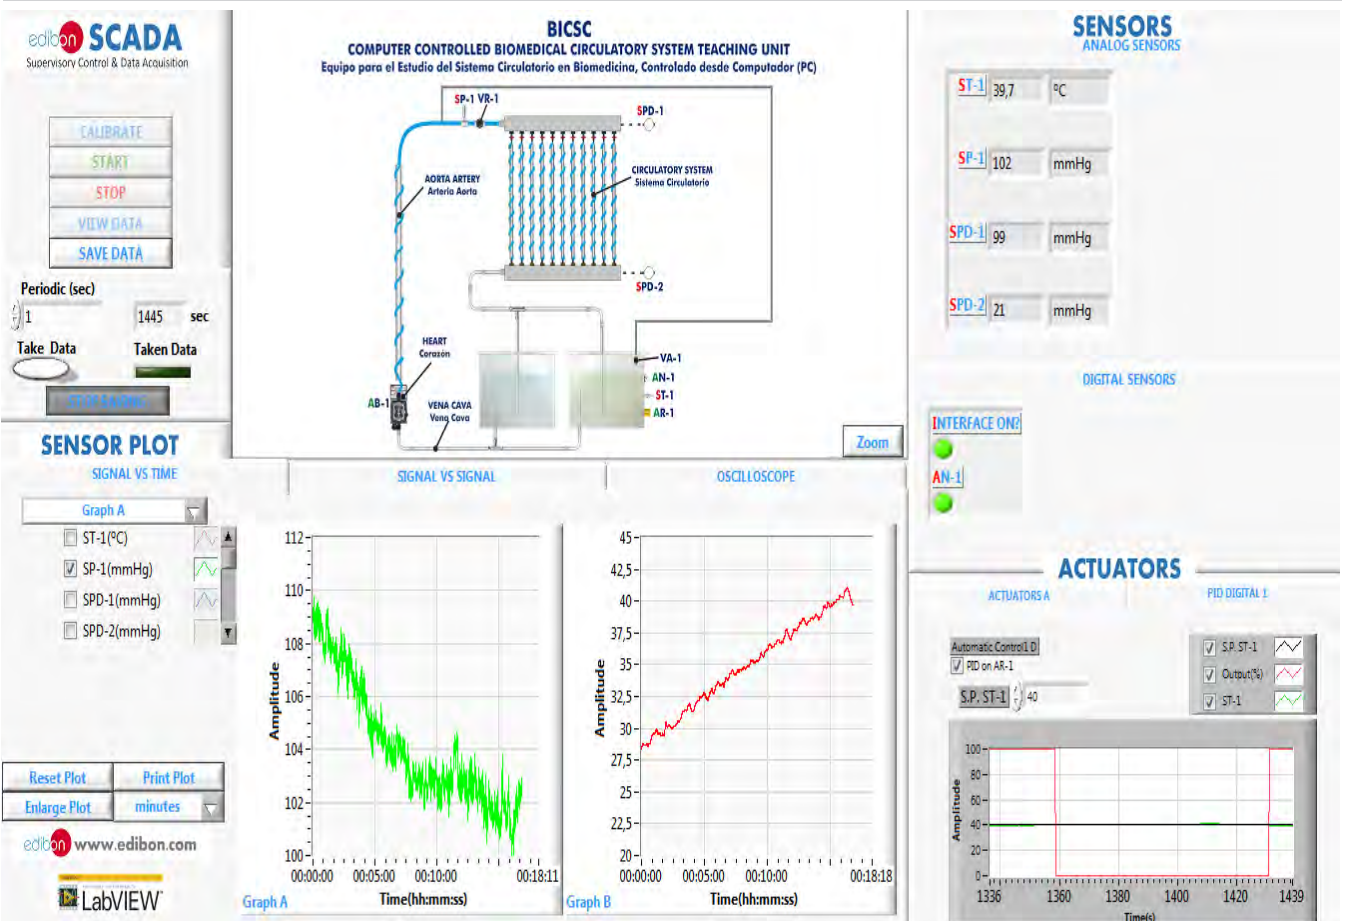 edibon SCADA
Supervisory Control & Data Acquisition
CALIBRATE
START
STOP
VIEW DATA
SAVE DATA
Periodic (sec)
1
1445 sec
Take Data
Taken Data
BICSC
COMPUTER CONTROLLED BIOMEDICAL CIRCULATORY SYSTEM TEACHING UNIT
Equipo para el Estudio del Sistema Circulatorio en Biomedicina, Controlado desde Computador (PC)
SP-1 VR-1
SPD-1
AORTA ARTERY
Arteria Aorta
CIRCULATORY SYSTEM
Sistema Circulatorio
SPD-2
HEART
Corazón
AB-1
VENA CAVA
Vena Cava
VA-1
AN-1
ST-1
AR-1
Zoom
SENSORS
ANALOG SENSORS
ST-1 39,7 ºC
SP-1 102 mmHg
SPD-1 99 mmHg
SPD-2 21 mmHg
DIGITAL SENSORS
INTERFACE ON?
AN-1
SENSOR PLOT
SIGNAL VS TIME
SIGNAL VS SIGNAL
OSCILLOSCOPE
Graph A
ST-1(ºC)
SP-1(mmHg)
SPD-1(mmHg)
SPD-2(mmHg)
Reset Plot
Print Plot
Enlarge Plot
minutes
edibon www.edibon.com
LabVIEW
112
110
108
106
104
102
100
Amplitude
00:00:00
00:05:00
00:10:00
00:18:11
Time(hh:mm:ss)
Graph A
45
42,5
40
37,5
35
32,5
30
27,5
25
22,5
20
Amplitude
00:00:00
00:05:00
00:10:00
00:18:18
Time(hh:mm:ss)
Graph B
ACTUATORS
ACTUATORS A
PID DIGITAL 1
Automatic Control1 D
PID on AR-1
S.P. ST-1 40
S.P. ST-1
Output(%)
ST-1
100
80
60
40
20
0
Amplitude
1336
1360
1380
1400
1420
1439
Time(s)